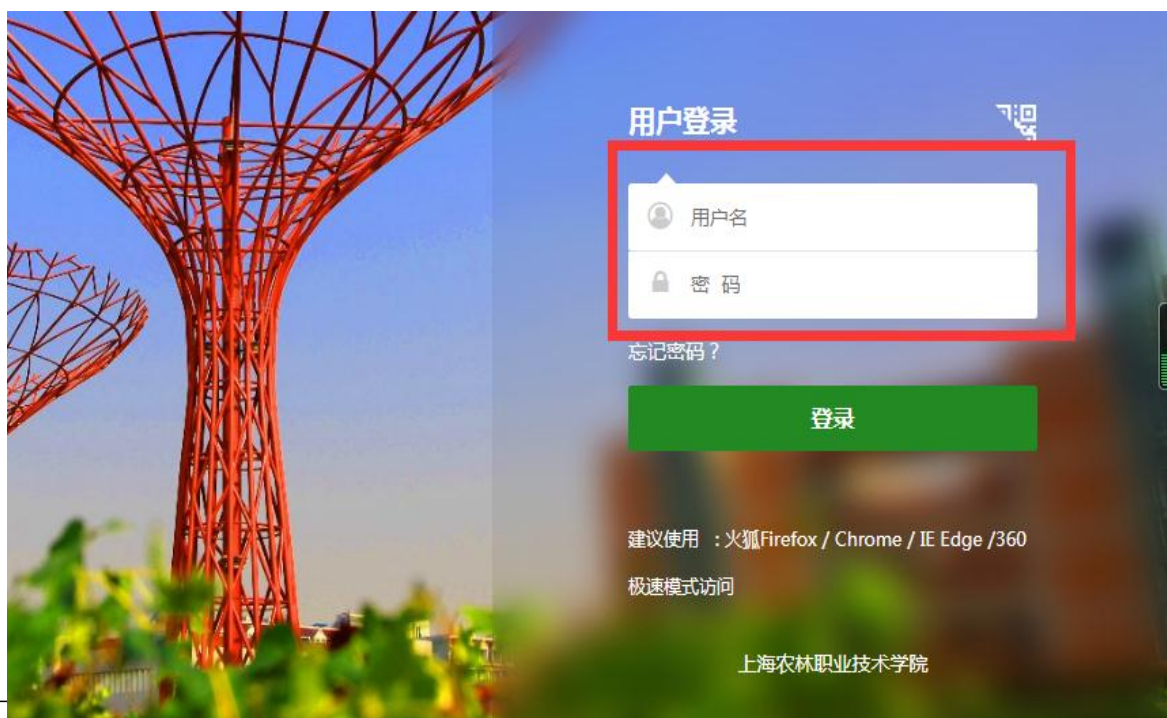 用户登录
用户名
密 码
忘记密码？
登录
建议使用 ：火狐Firefox / Chrome / IE Edge /360
极速模式访问
上海农林职业技术学院